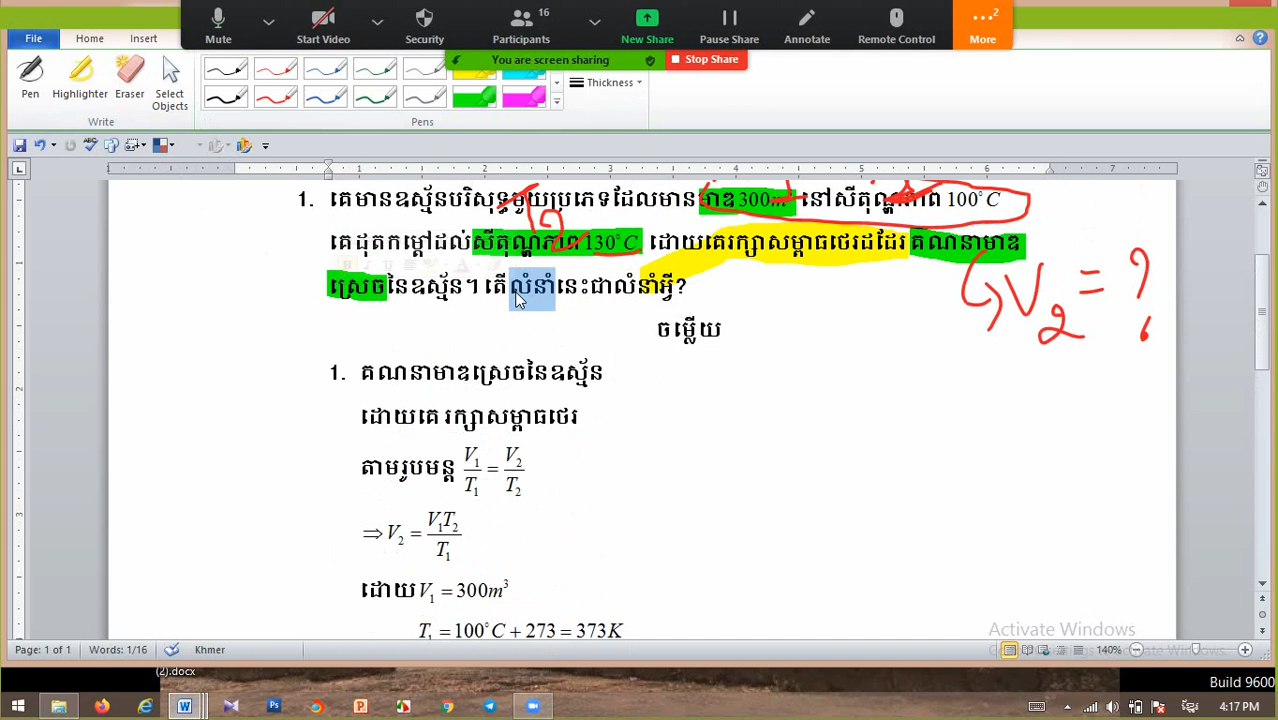 16
2
Mute
Start Video
Security
Participants
New Share
Pause Share
Annotate
Remote Control
More
File
Home
Insert
You are screen sharing
Stop Share
Pen
Highlighter
Eraser
Select Objects
Thickness
Write
Pens
1. គេមានឧស្ម័នបរិសុទ្ធមួយប្រភេទដែលមានមាឌ 300m³ នៅសីតុណ្ហភាព 100°C
T2
គេដុតកម្ដៅដល់សីតុណ្ហភាព 130°C ដោយគេរក្សាសម្ពាធថេរដដែរ គណនាមាឌ
ស្រេចនៃឧស្ម័ន។ តើលំនាំនេះជាលំនាំអ្វី?
V2 = ?
ចម្លើយ
1. គណនាមាឌស្រេចនៃឧស្ម័ន
ដោយគេរក្សាសម្ពាធថេរ
តាមរូបមន្ត V₁/T₁ = V₂/T₂
⇒ V₂ = V₁T₂/T₁
ដោយ V₁ = 300m³
T₁ = 100°C + 273 = 373K
Activate Windows
Page: 1 of 1
Words: 1/16
Khmer
140%
(2).docx
Build 9600
4:17 PM